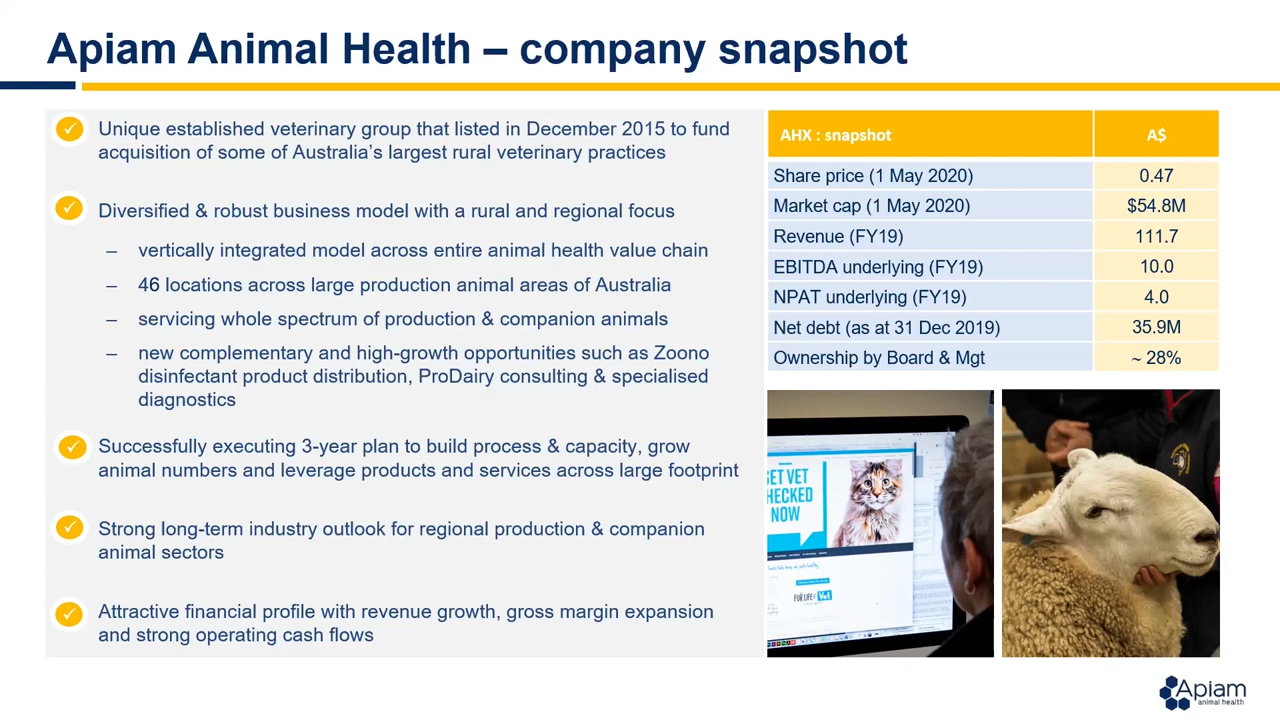 Apiam Animal Health – company snapshot
Unique established veterinary group that listed in December 2015 to fund
acquisition of some of Australia's largest rural veterinary practices
Diversified & robust business model with a rural and regional focus
– vertically integrated model across entire animal health value chain
– 46 locations across large production animal areas of Australia
– servicing whole spectrum of production & companion animals
– new complementary and high-growth opportunities such as Zoono
disinfectant product distribution, ProDairy consulting & specialised
diagnostics
Successfully executing 3-year plan to build process & capacity, grow
animal numbers and leverage products and services across large footprint
Strong long-term industry outlook for regional production & companion
animal sectors
Attractive financial profile with revenue growth, gross margin expansion
and strong operating cash flows
AHX : snapshot A$
Share price (1 May 2020) 0.47
Market cap (1 May 2020) $54.8M
Revenue (FY19) 111.7
EBITDA underlying (FY19) 10.0
NPAT underlying (FY19) 4.0
Net debt (as at 31 Dec 2019) 35.9M
Ownership by Board & Mgt ~ 28%
VET
NOW
FUR LIFE Vet
Apiam
animal health